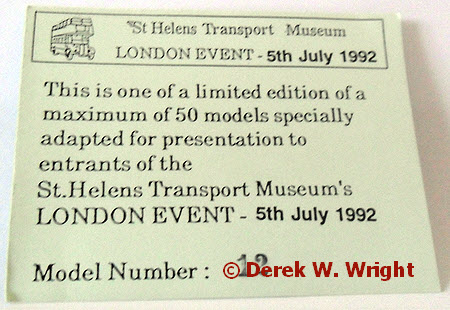 St Helens Transport Museum
LONDON EVENT - 5th July 1992
This is one of a limited edition of a
maximum of 50 models specially
adapted for presentation to
entrants of the
St.Helens Transport Museum's
LONDON EVENT - 5th July 1992
Model Number : 12
© Derek W. Wright